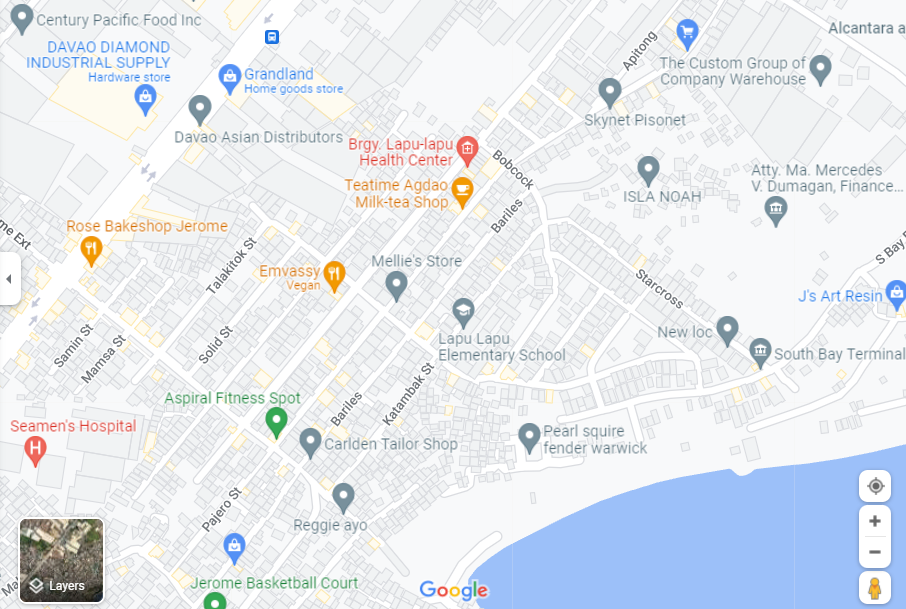 Century Pacific Food Inc
Alcantara a
DAVAO DIAMOND
INDUSTRIAL SUPPLY
Hardware store
Grandland
Home goods store
Apitong
The Custom Group of
Company Warehouse
Davao Asian Distributors
Skynet Pisonet
Brgy. Lapu-lapu
Health Center
Bobcock
Teatime Agdao
Milk-tea Shop
ISLA NOAH
Atty. Ma. Mercedes
V. Dumagan, Finance...
me Ext
Rose Bakeshop Jerome
Bariles
Talakitok St
S Bay
Emvassy
Vegan
Mellie's Store
Starcross
J's Art Resin
Samin St
Mamsa St
Solid St
Lapu Lapu
Elementary School
New loc
South Bay Terminal
Aspiral Fitness Spot
Bariles
Katambak St
Seamen's Hospital
Carlden Tailor Shop
Pearl squire
fender warwick
Pajero St
Reggie ayo
Layers
Jerome Basketball Court
Google